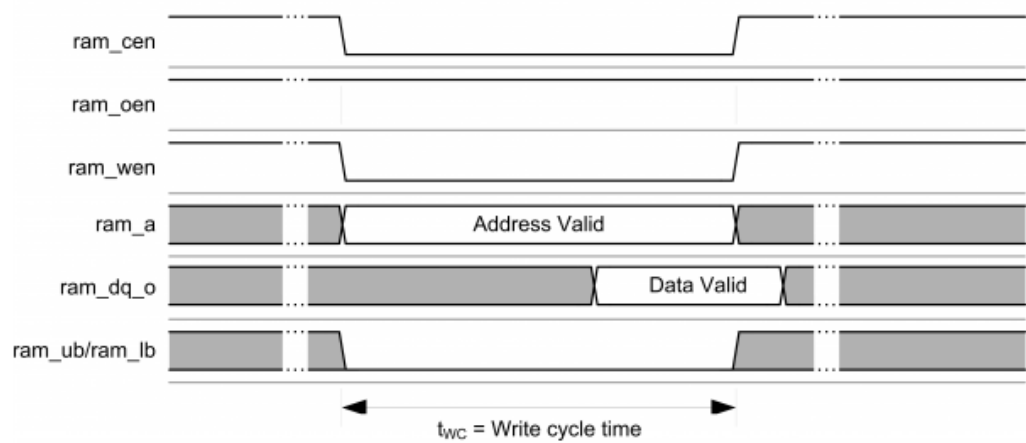 ram_cen
ram_oen
ram_wen
ram_a
Address Valid
ram_dq_o
Data Valid
ram_ub/ram_lb
tWC = Write cycle time